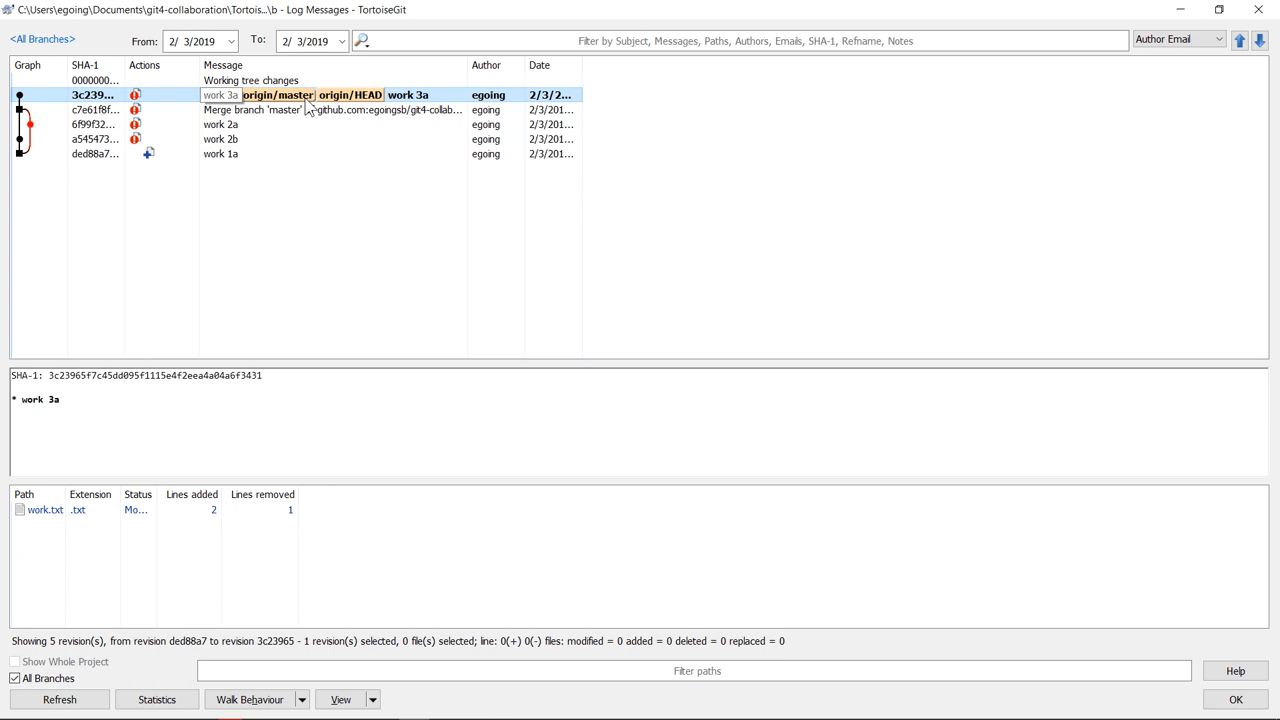 C:\Users\egoing\Documents\git4-collaboration\Tortois...\b - Log Messages - TortoiseGit
<All Branches>
From: 2/ 3/2019 To: 2/ 3/2019 Filter by Subject, Messages, Paths, Authors, Emails, SHA-1, Refname, Notes Author Email
Graph SHA-1 Actions Message Author Date
0000000... Working tree changes
3c239... work 3a origin/master origin/HEAD work 3a egoing 2/3/2...
c7e61f8f... Merge branch 'master' github.com:egoingsb/git4-collab... egoing 2/3/201...
6f99f32... work 2a egoing 2/3/201...
a545473... work 2b egoing 2/3/201...
ded88a7... work 1a egoing 2/3/201...
SHA-1: 3c23965f7c45dd095f1115e4f2eea4a04a6f3431
* work 3a
Path Extension Status Lines added Lines removed
work.txt .txt Mo... 2 1
Showing 5 revision(s), from revision ded88a7 to revision 3c23965 - 1 revision(s) selected, 0 file(s) selected; line: 0(+) 0(-) files: modified = 0 added = 0 deleted = 0 replaced = 0
Show Whole Project
Filter paths
Help
All Branches
Refresh Statistics Walk Behaviour View OK